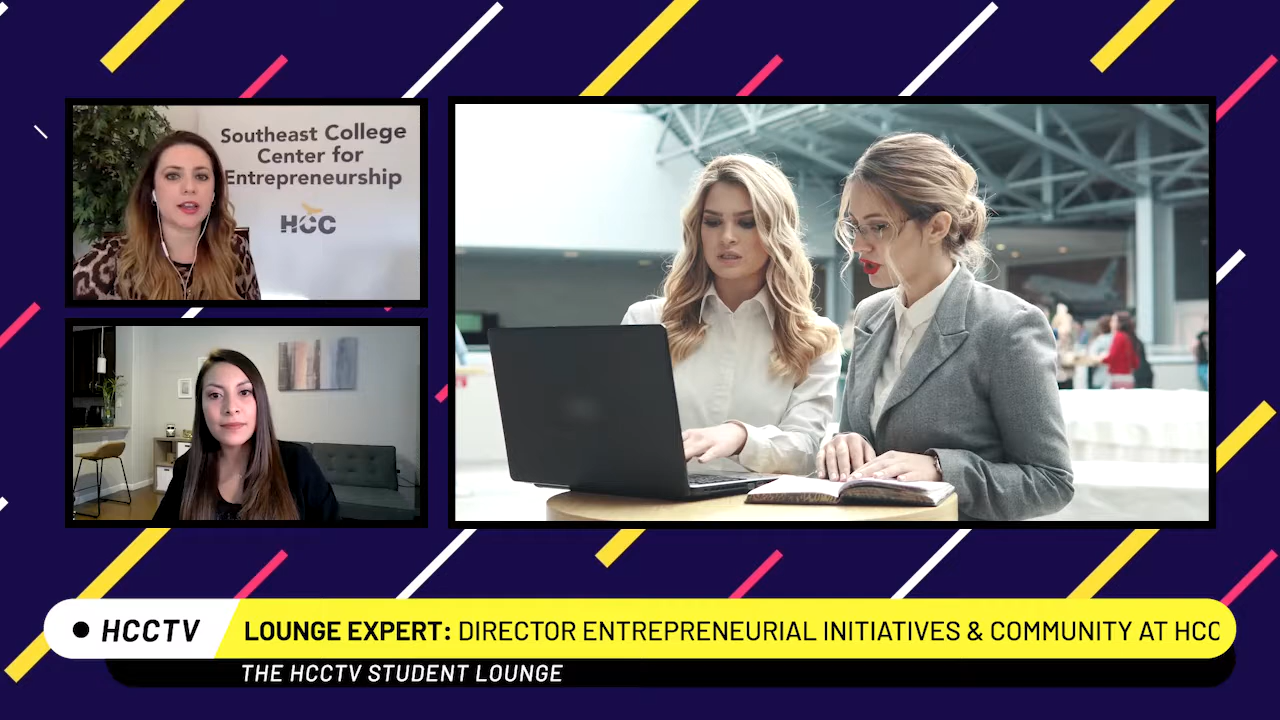 Southeast College
Center for
Entrepreneurship
HCC
HCCTV
LOUNGE EXPERT: DIRECTOR ENTREPRENEURIAL INITIATIVES & COMMUNITY AT HCC
THE HCCTV STUDENT LOUNGE